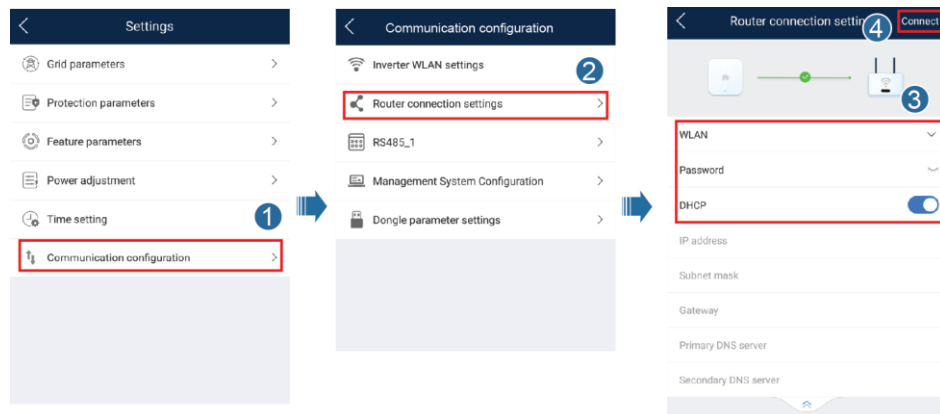 Settings
Grid parameters
Protection parameters
Feature parameters
Power adjustment
Time setting
1
Communication configuration
Communication configuration
Inverter WLAN settings
2
Router connection settings
RS485_1
Management System Configuration
Dongle parameter settings
Router connection settin
4
Connect
3
WLAN
Password
DHCP
IP address
Subnet mask
Gateway
Primary DNS server
Secondary DNS server